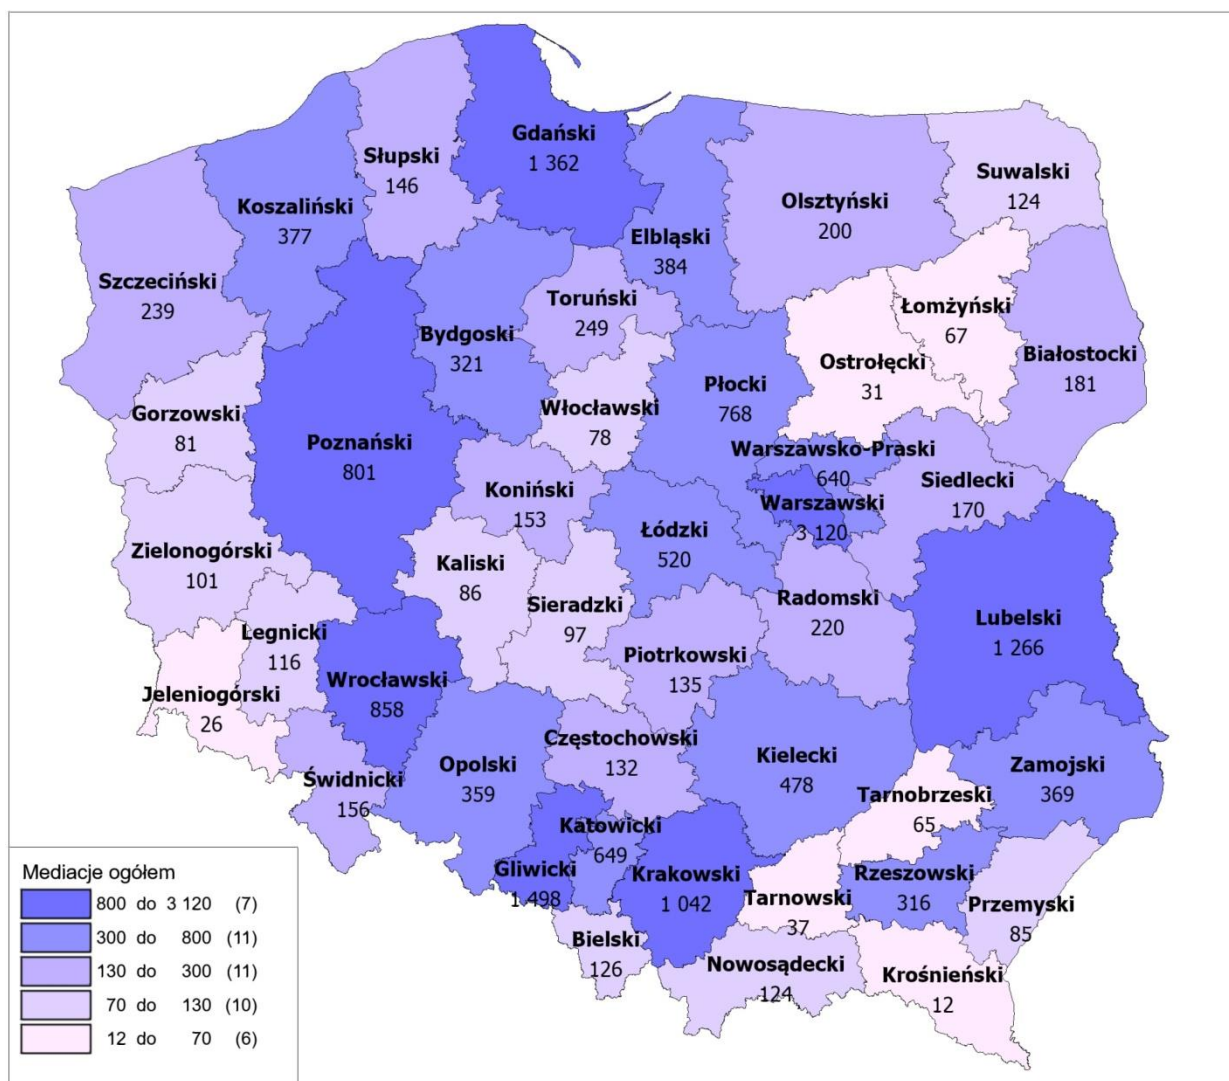 Gdański
1 362
Słupski
146
Suwalski
124
Koszaliński
377
Olsztyński
200
Elbląski
384
Szczeciński
239
Toruński
249
Łomżyński
67
Bydgoski
321
Ostrołęcki
31
Białostocki
181
Płocki
768
Gorzowski
81
Włocławski
78
Poznański
801
Warszawsko-Praski
640
Siedlecki
170
Koniński
153
Warszawski
3 120
Łódzki
520
Zielonogórski
101
Kaliski
86
Sieradzki
97
Radomski
220
Lubelski
1 266
Legnicki
116
Piotrkowski
135
Wrocławski
858
Jeleniogórski
26
Częstochowski
132
Kielecki
478
Opolski
359
Zamojski
369
Świdnicki
156
Tarnobrzeski
65
Katowicki
649
Gliwicki
1 498
Krakowski
1 042
Rzeszowski
316
Tarnowski
37
Przemyski
85
Bielski
126
Nowosądecki
124
Krośnieński
12
Mediacje ogółem
800 do 3 120 (7)
300 do 800 (11)
130 do 300 (11)
70 do 130 (10)
12 do 70 (6)